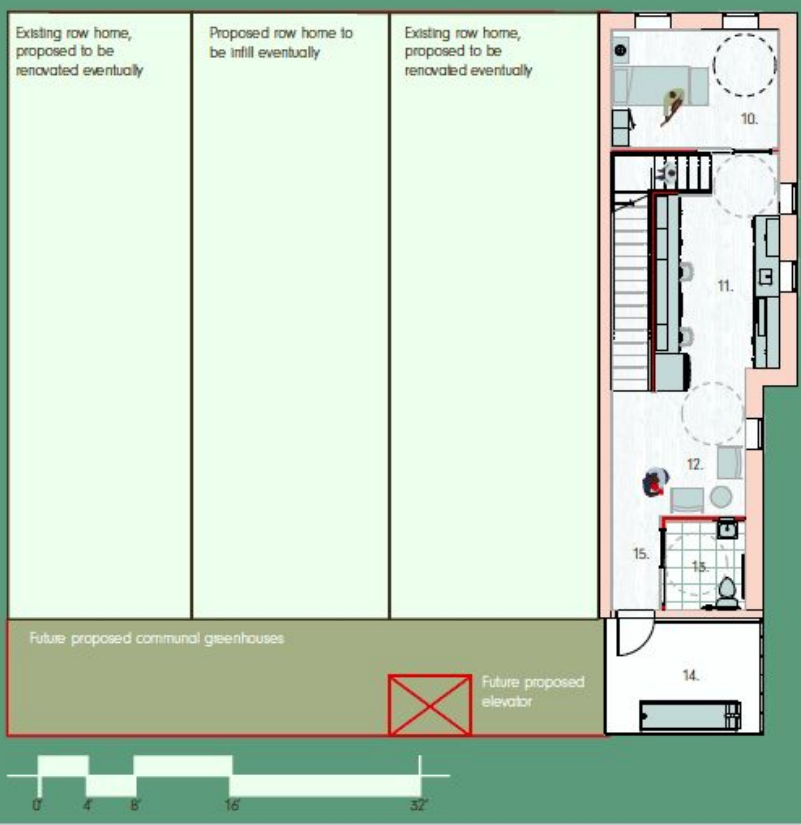 Existing row home,
proposed to be
renovated eventually
Proposed row home to
be infill eventually
Existing row home,
proposed to be
renovated eventually
10.
11.
12.
13.
15.
14.
Future proposed communal greenhouses
Future proposed
elevator
0' 4' 8' 16' 32'